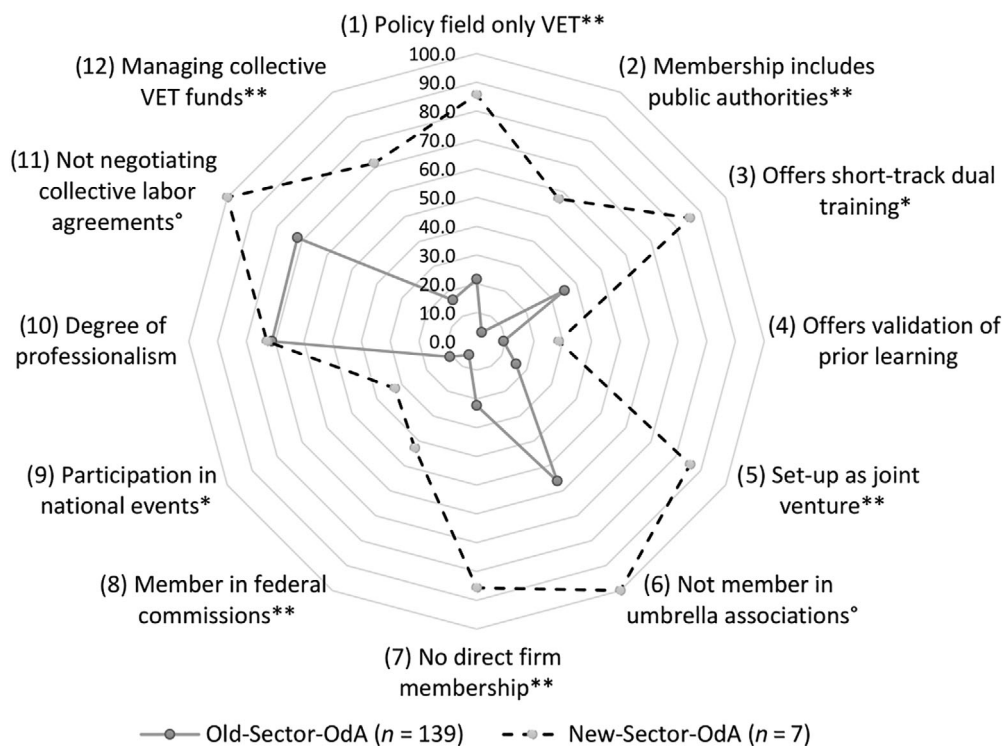 (1) Policy field only VET**
(2) Membership includes
public authorities**
(3) Offers short-track dual
training*
(4) Offers validation of
prior learning
(5) Set-up as joint
venture**
(6) Not member in
umbrella associations°
(7) No direct firm
membership**
(8) Member in federal
commissions**
(9) Participation in
national events*
(10) Degree of
professionalism
(11) Not negotiating
collective labor
agreements°
(12) Managing collective
VET funds**
100.0
90.0
80.0
70.0
60.0
50.0
40.0
30.0
20.0
10.0
0.0
Old-Sector-OdA (n = 139)
New-Sector-OdA (n = 7)